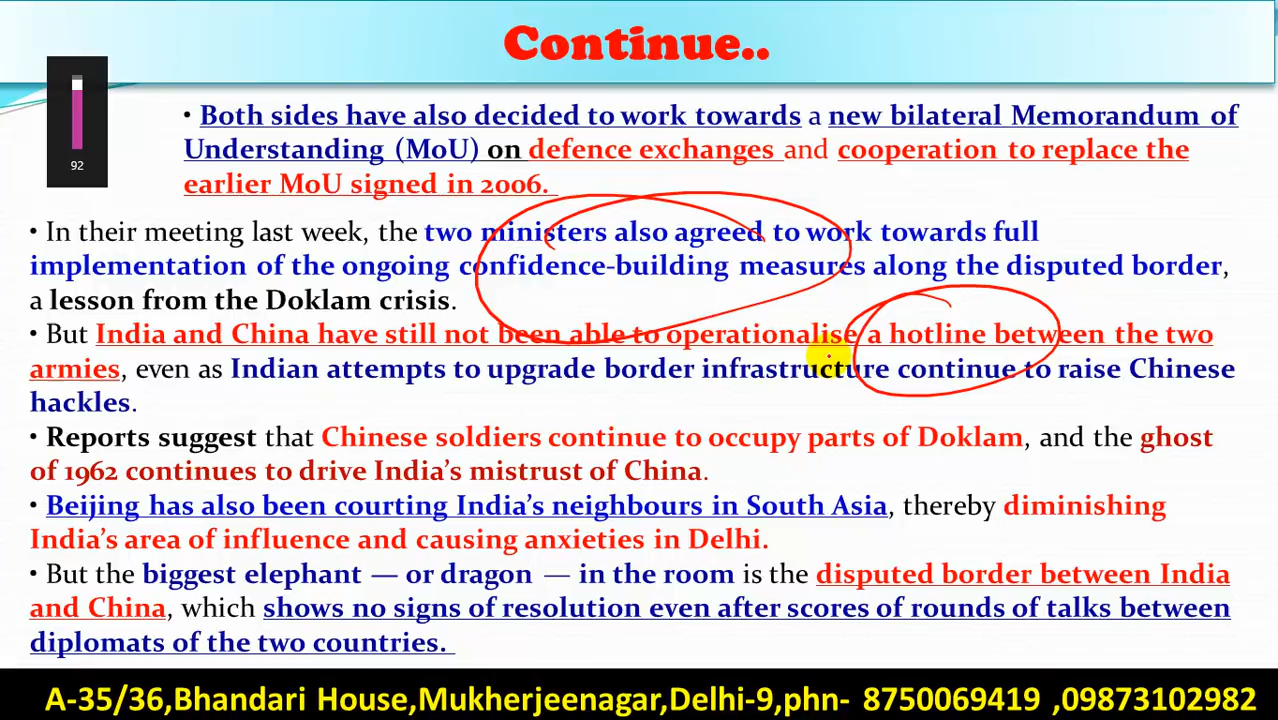 Continue..
92
• Both sides have also decided to work towards a new bilateral Memorandum of
Understanding (MoU) on defence exchanges and cooperation to replace the
earlier MoU signed in 2006.
• In their meeting last week, the two ministers also agreed to work towards full
implementation of the ongoing confidence-building measures along the disputed border,
a lesson from the Doklam crisis.
• But India and China have still not been able to operationalise a hotline between the two
armies, even as Indian attempts to upgrade border infrastructure continue to raise Chinese
hackles.
• Reports suggest that Chinese soldiers continue to occupy parts of Doklam, and the ghost
of 1962 continues to drive India's mistrust of China.
• Beijing has also been courting India's neighbours in South Asia, thereby diminishing
India's area of influence and causing anxieties in Delhi.
• But the biggest elephant — or dragon — in the room is the disputed border between India
and China, which shows no signs of resolution even after scores of rounds of talks between
diplomats of the two countries.
A-35/36,Bhandari House,Mukherjeenagar,Delhi-9,phn- 8750069419 ,09873102982